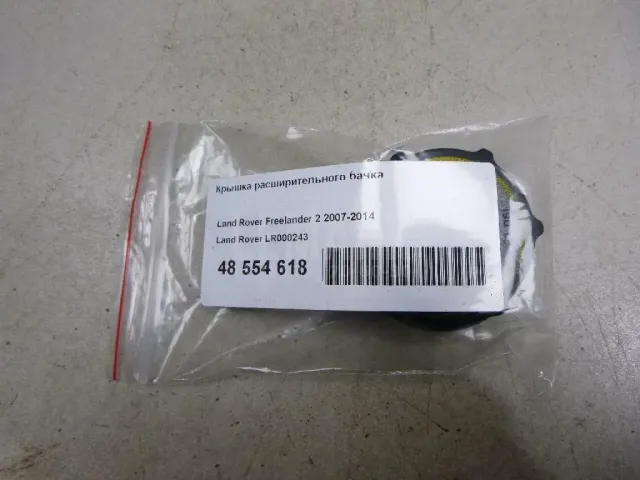 Крышка расширительного бачка
Land Rover Freelander 2 2007-2014
Land Rover LR000243
48 554 618